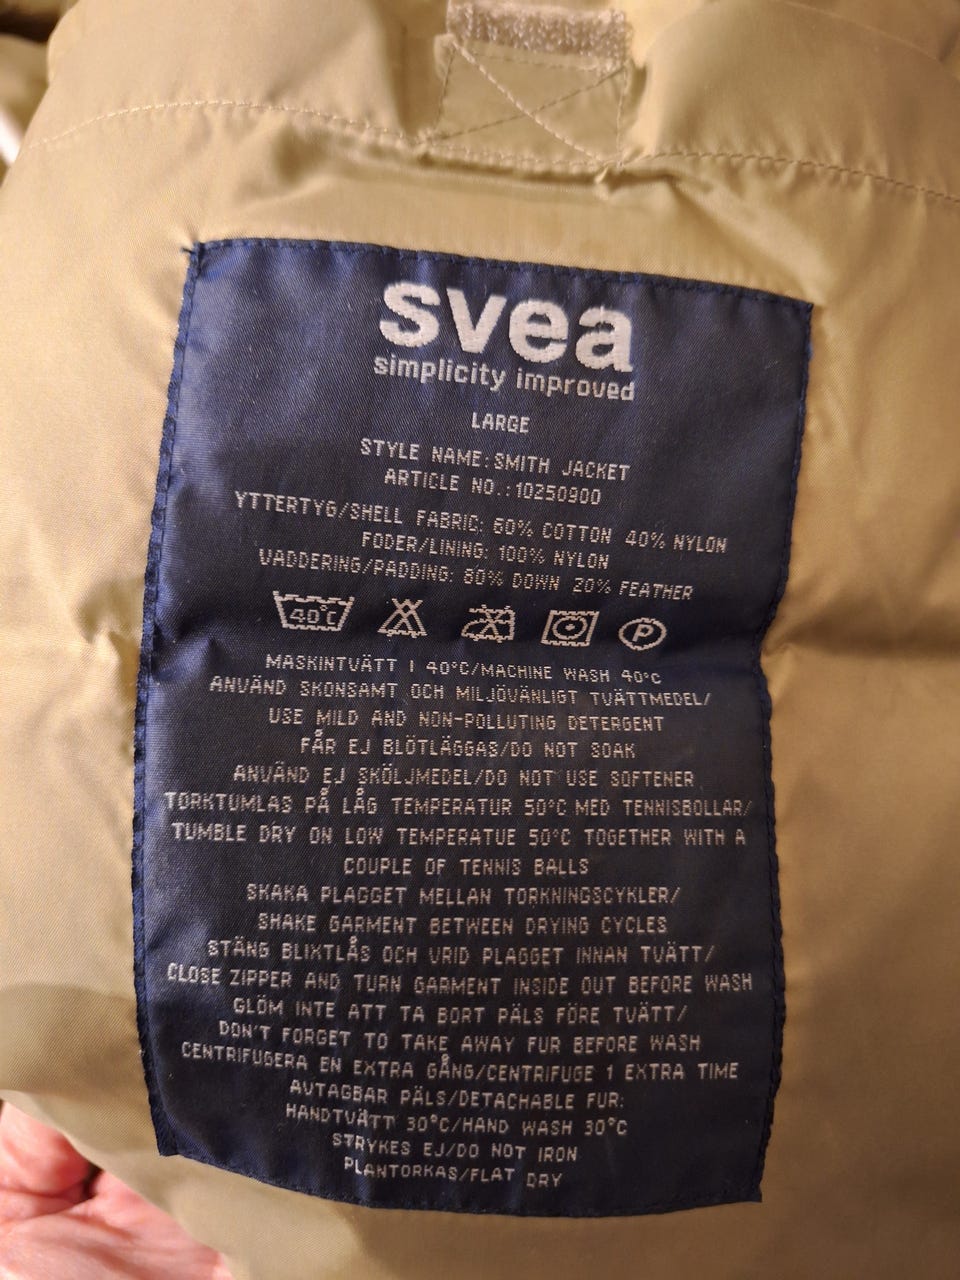 svea
simplicity improved
LARGE
STYLE NAME:SMITH JACKET
ARTICLE NO.:10250900
YTTERTYG/SHELL FABRIC: 60% COTTON 40% NYLON
FODER/LINING: 100% NYLON
VADDERING/PADDING: 80% DOWN 20% FEATHER
40°C P
MASKINTVÄTT I 40°C/MACHINE WASH 40°C
ANVÄND SKONSAMT OCH MILJÖVÄNLIGT TVÄTTMEDEL/
USE MILD AND NON-POLLUTING DETERGENT
FÅR EJ BLÖTLÄGGAS/DO NOT SOAK
ANVÄND EJ SKÖLJMEDEL/DO NOT USE SOFTENER
TORKTUMLAS PÅ LÅG TEMPERATUR 50°C MED TENNISBOLLAR/
TUMBLE DRY ON LOW TEMPERATUE 50°C TOGETHER WITH A
COUPLE OF TENNIS BALLS
SKAKA PLAGGET MELLAN TORKNINGSCYKLER/
SHAKE GARMENT BETWEEN DRYING CYCLES
STÄNG BLIXTLÅS OCH VRID PLAGGET INNAN TVÄTT/
CLOSE ZIPPER AND TURN GARMENT INSIDE OUT BEFORE WASH
GLÖM INTE ATT TA BORT PÄLS FÖRE TVÄTT/
DON'T FORGET TO TAKE AWAY FUR BEFORE WASH
CENTRIFUGERA EN EXTRA GÅNG/CENTRIFUGE 1 EXTRA TIME
AVTAGBAR PÄLS/DETACHABLE FUR:
HANDTVÄTT 30°C/HAND WASH 30°C
STRYKES EJ/DO NOT IRON
PLANTORKAS/FLAT DRY